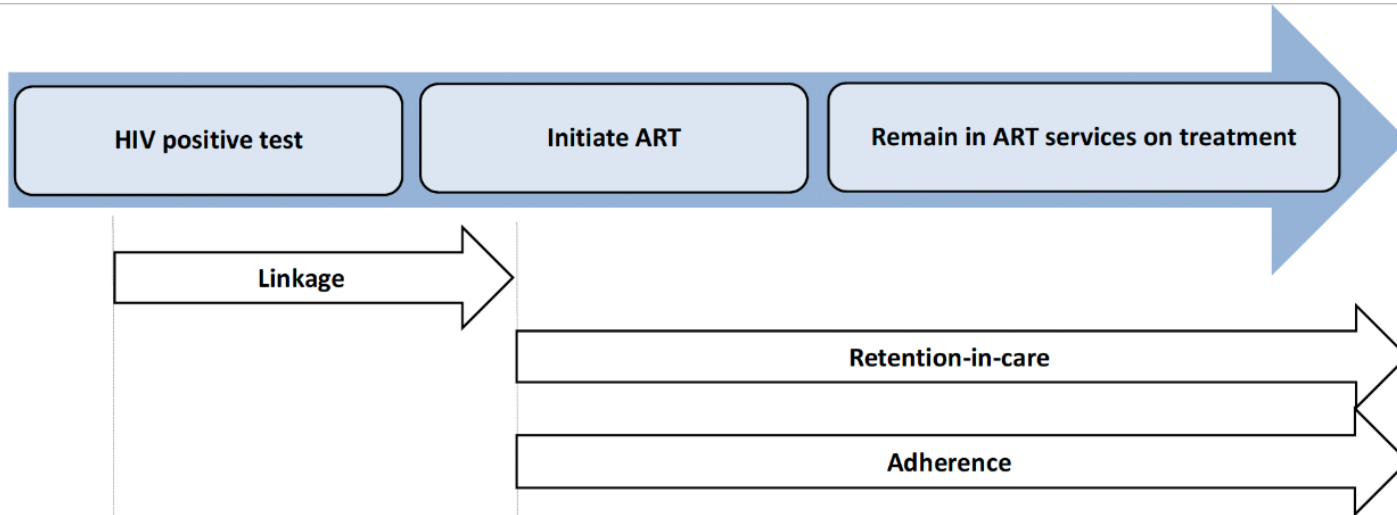 HIV positive test
Initiate ART
Remain in ART services on treatment
Linkage
Retention-in-care
Adherence